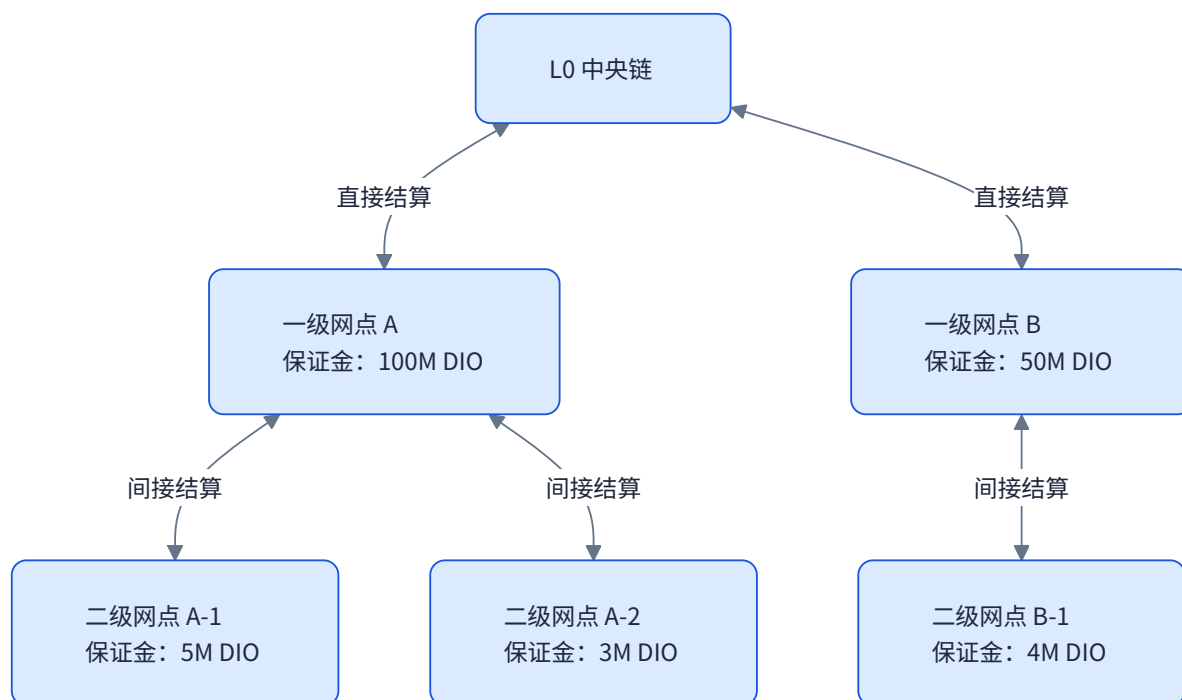 L0 中央链
直接结算
直接结算
一级网点 A
保证金：100M DIO
一级网点 B
保证金：50M DIO
间接结算
间接结算
间接结算
二级网点 A-1
保证金：5M DIO
二级网点 A-2
保证金：3M DIO
二级网点 B-1
保证金：4M DIO